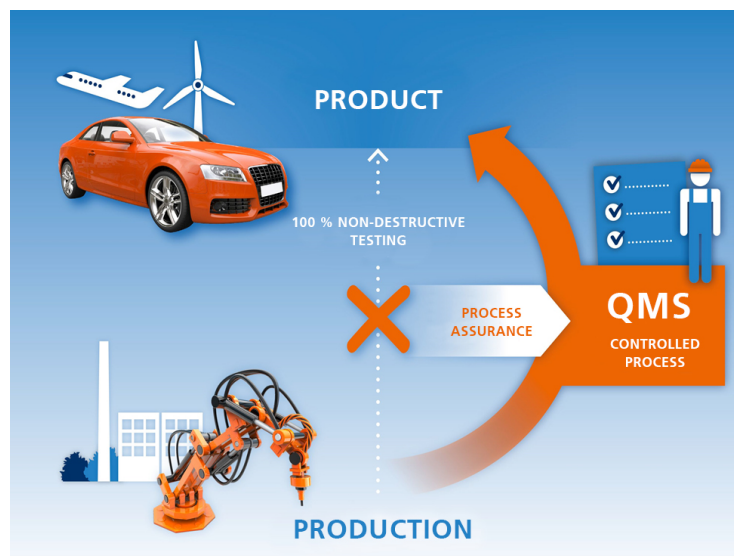 PRODUCT
100 % NON-DESTRUCTIVE
TESTING
PROCESS
ASSURANCE
QMS
CONTROLLED
PROCESS
PRODUCTION